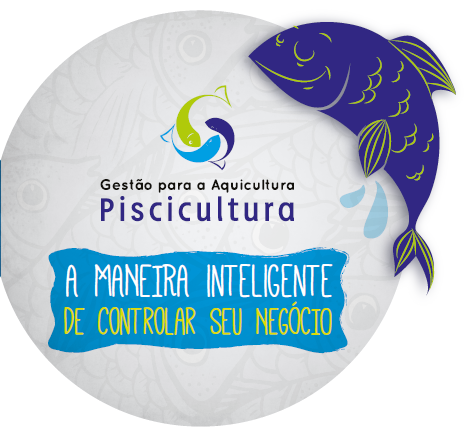 Gestão para a Aquicultura
Piscicultura
A MANEIRA INTELIGENTE
DE CONTROLAR SEU NEGÓCIO